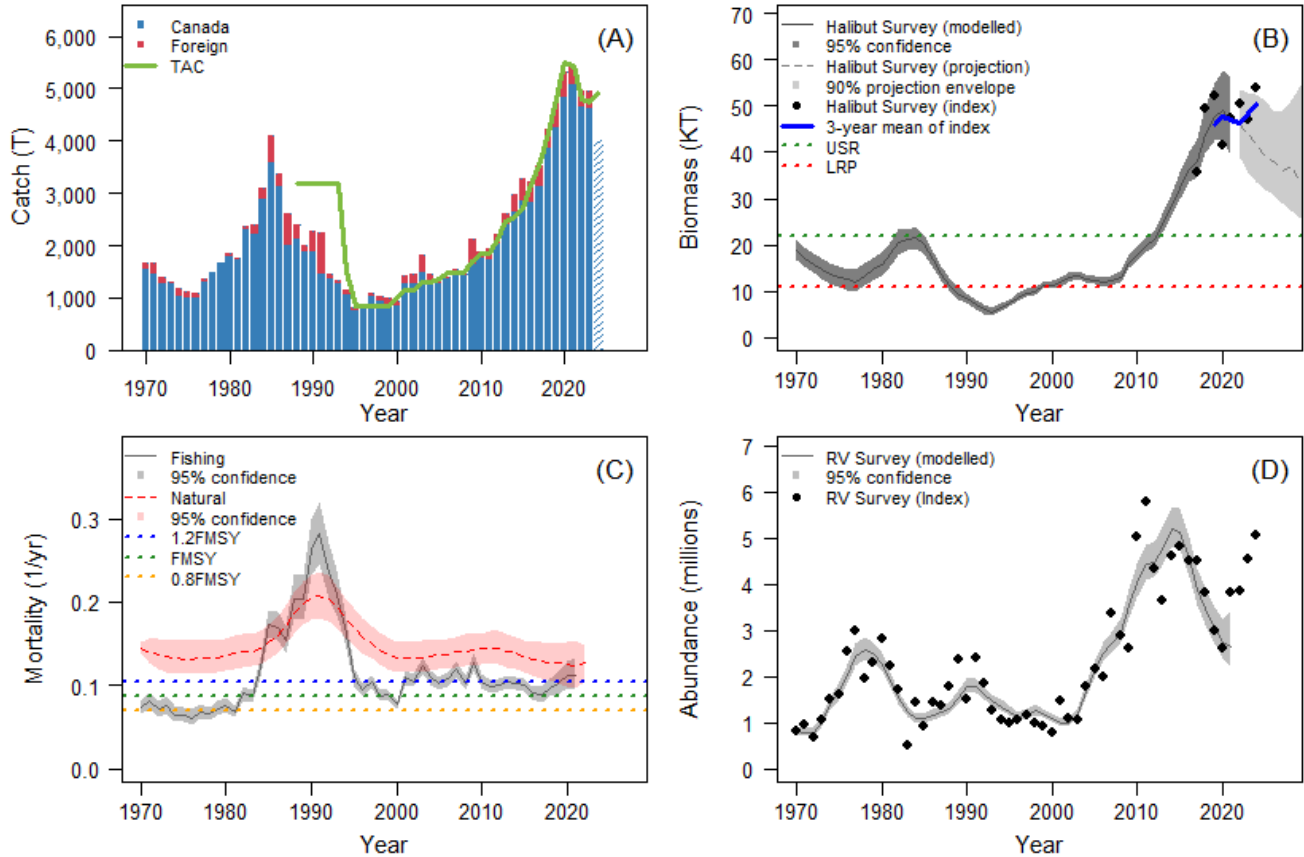 (A)
Canada
Foreign
TAC
6,000
5,000
4,000
3,000
2,000
1,000
0
Catch (T)
1970 1980 1990 2000 2010 2020
Year
(B)
Halibut Survey (modelled)
95% confidence
Halibut Survey (projection)
90% projection envelope
Halibut Survey (index)
3-year mean of index
USR
LRP
70
60
50
40
30
20
10
0
Biomass (KT)
1970 1980 1990 2000 2010 2020
Year
(C)
Fishing
95% confidence
Natural
95% confidence
1.2FMSY
FMSY
0.8FMSY
0.3
0.2
0.1
0.0
Mortality (1/yr)
1970 1980 1990 2000 2010 2020
Year
(D)
RV Survey (modelled)
95% confidence
RV Survey (Index)
7
6
5
4
3
2
1
0
Abundance (millions)
1970 1980 1990 2000 2010 2020
Year